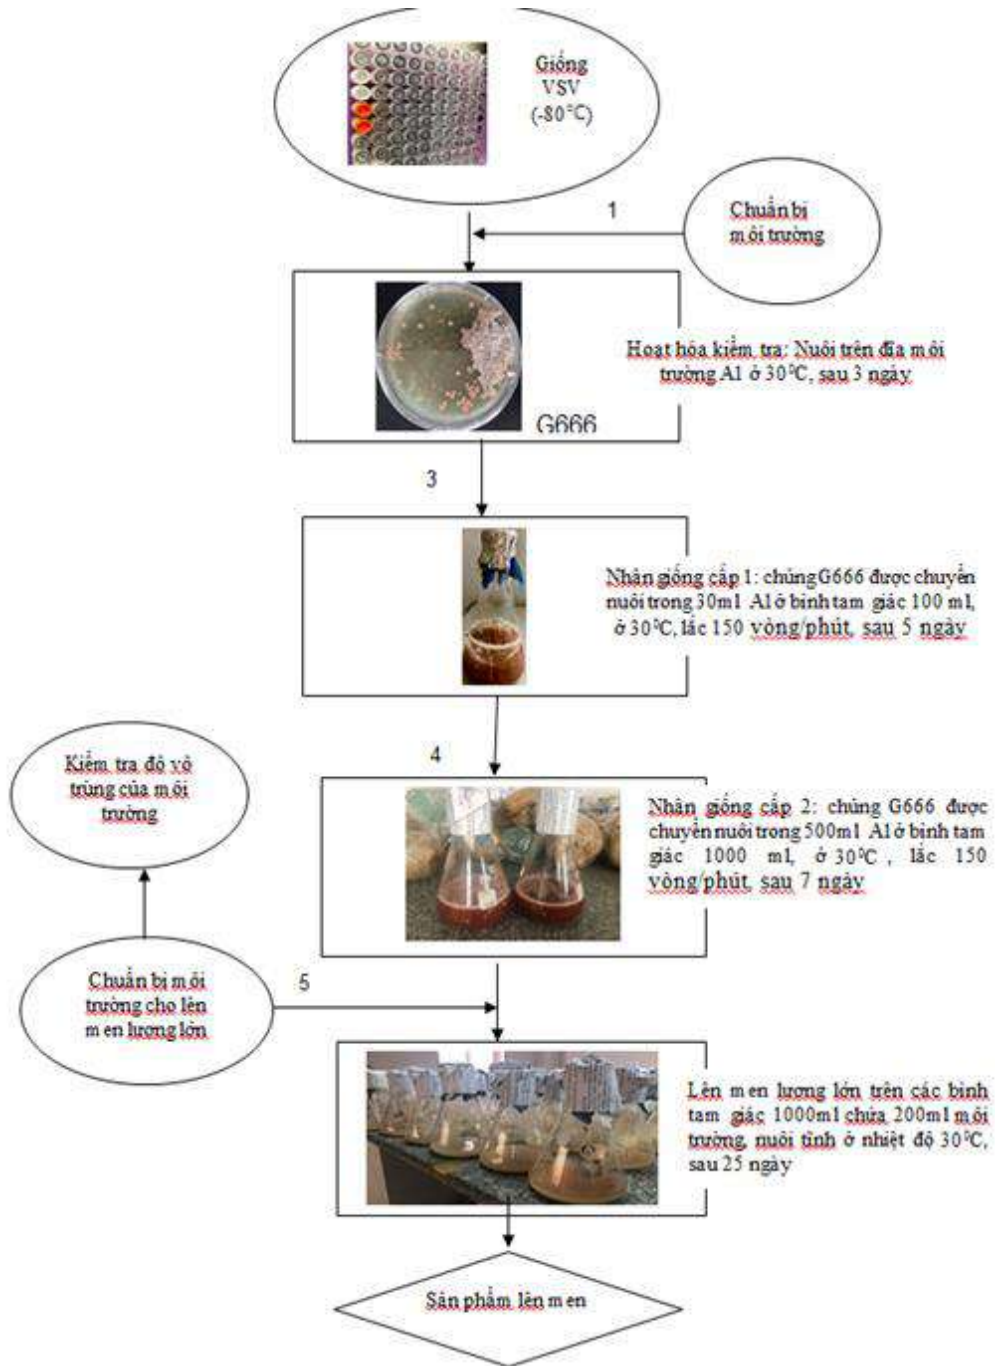 Giống
VSV
(-80°C)
1
Chuẩn bị
môi trường
Hoạt hóa kiểm tra: Nuôi trên đĩa môi
trường A1 ở 30⁰C, sau 3 ngày
G666
3
Nhân giống cấp 1: chủng G666 được chuyển
nuôi trong 30ml A1 ở bình tam giác 100 ml,
ở 30⁰C, lắc 150 vòng/phút, sau 5 ngày
4
Kiểm tra độ vô
trùng của môi
trường
Nhân giống cấp 2: chủng G666 được
chuyển nuôi trong 500ml A1 ở bình tam
giác 1000 ml, ở 30⁰C , lắc 150
vòng/phút, sau 7 ngày
Chuẩn bị môi
trường cho lên
men lượng lớn
5
Lên men lượng lớn trên các bình
tam giác 1000ml chứa 200ml môi
trường, nuôi tĩnh ở nhiệt độ 30⁰C,
sau 25 ngày
Sản phẩm lên men